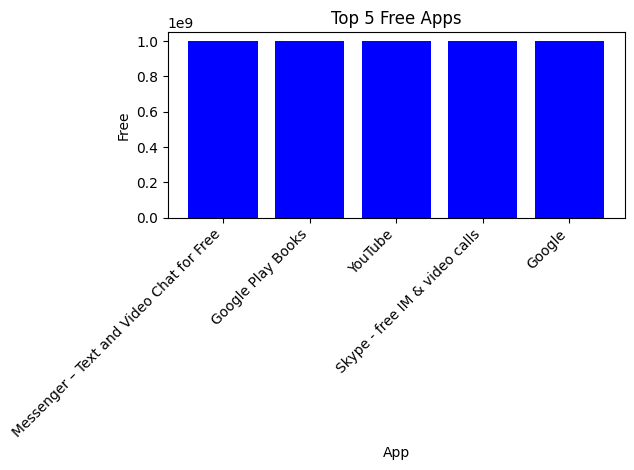 Top 5 Free Apps
1e9
1.0
0.8
0.6
0.4
0.2
0.0
Free
Messenger – Text and Video Chat for Free
Google Play Books
YouTube
Skype - free IM & video calls
Google
App